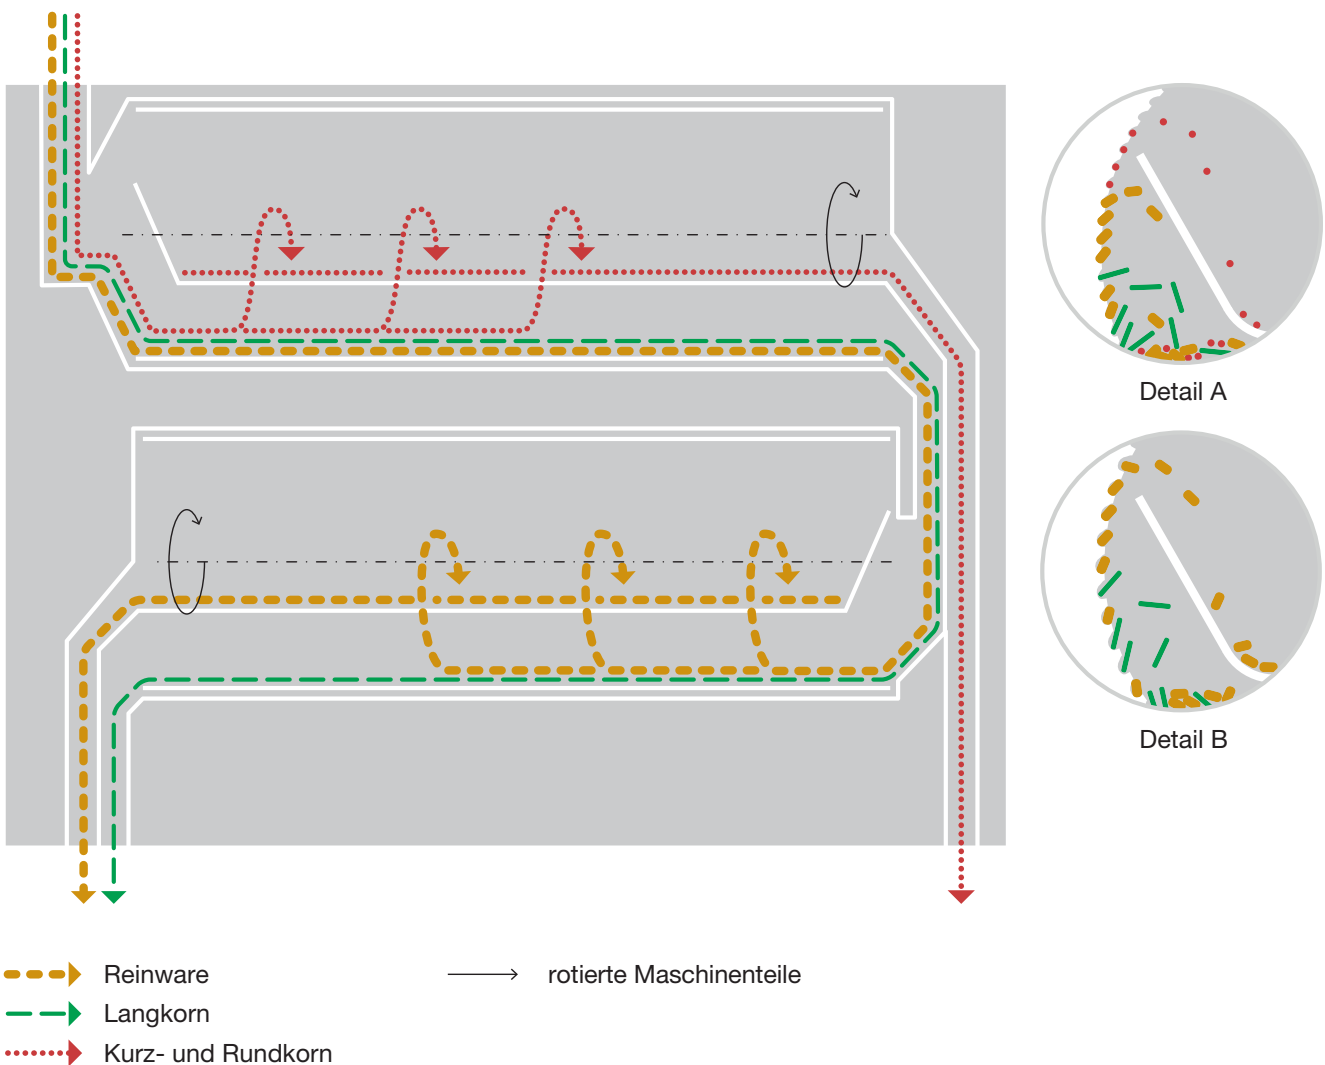 Detail A
Detail B
Reinware
rotierte Maschinenteile
Langkorn
Kurz- und Rundkorn